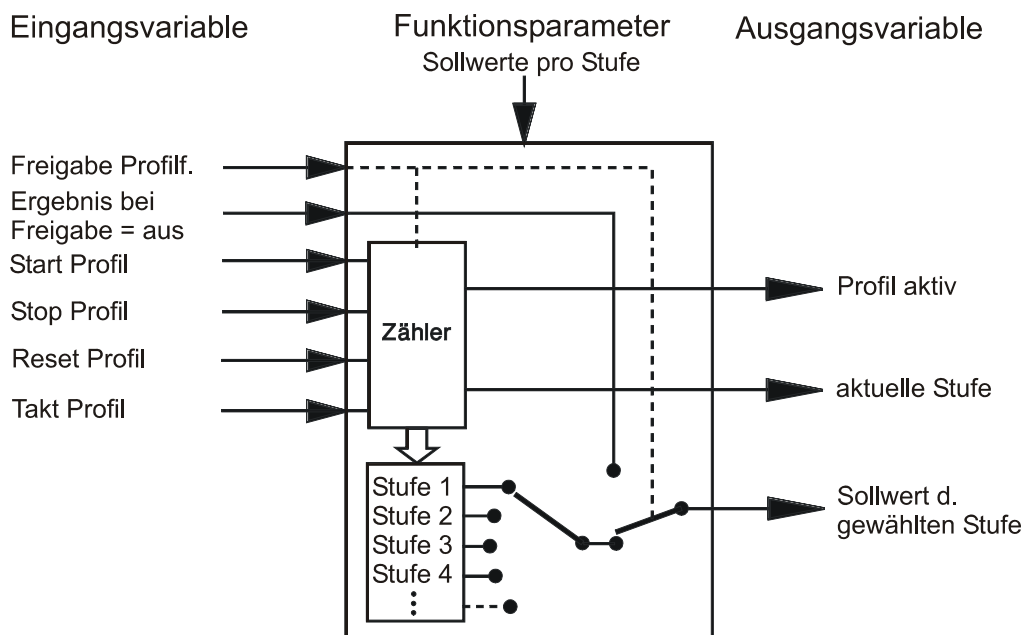 Eingangsvariable
Funktionsparameter
Ausgangsvariable
Sollwerte pro Stufe
Freigabe Profilf.
Ergebnis bei
Freigabe = aus
Start Profil
Stop Profil
Reset Profil
Takt Profil
Zähler
Profil aktiv
aktuelle Stufe
Stufe 1
Stufe 2
Stufe 3
Stufe 4
Sollwert d.
gewählten Stufe